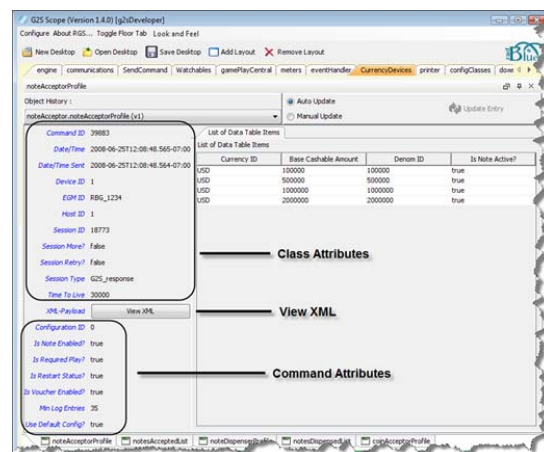 G2S Scope (Version 1.4.0) [g2sDeveloper]
Configure About RGS... Toggle Floor Tab Look and Feel
New Desktop Open Desktop Save Desktop Add Layout Remove Layout
Blue
engine communications SendCommand Watchables gamePlayCentral meters eventHandler CurrencyDevices printer configClasses
noteAcceptorProfile
Object History :
noteAcceptor.noteAcceptorProfile (v1)
Auto Update
Manual Update
Update Entry
Command ID 39883
Date/Time 2008-06-25T12:08:48.565-07:00
Date/Time Sent 2008-06-25T12:08:48.564-07:00
Device ID 1
EGM ID RBG_1234
Host ID 1
Session ID 18773
Session More? false
Session Retry? false
Session Type G2S_response
Time To Live 30000
XML-Payload View XML
Configuration ID 0
Is Note Enabled? true
Is Required Play? true
Is Restart Status? true
Is Voucher Enabled? true
Min Log Entries 35
Use Default Config? true
List of Data Table Items
List of Data Table Items
Currency ID Base Cashable Amount Denom ID Is Note Active?
USD 100000 100000 true
USD 500000 500000 true
USD 1000000 1000000 true
USD 2000000 2000000 true
Class Attributes
View XML
Command Attributes
noteAcceptorProfile notesAcceptedList noteDispenserProfile notesDispensedList coinAcceptorProfile